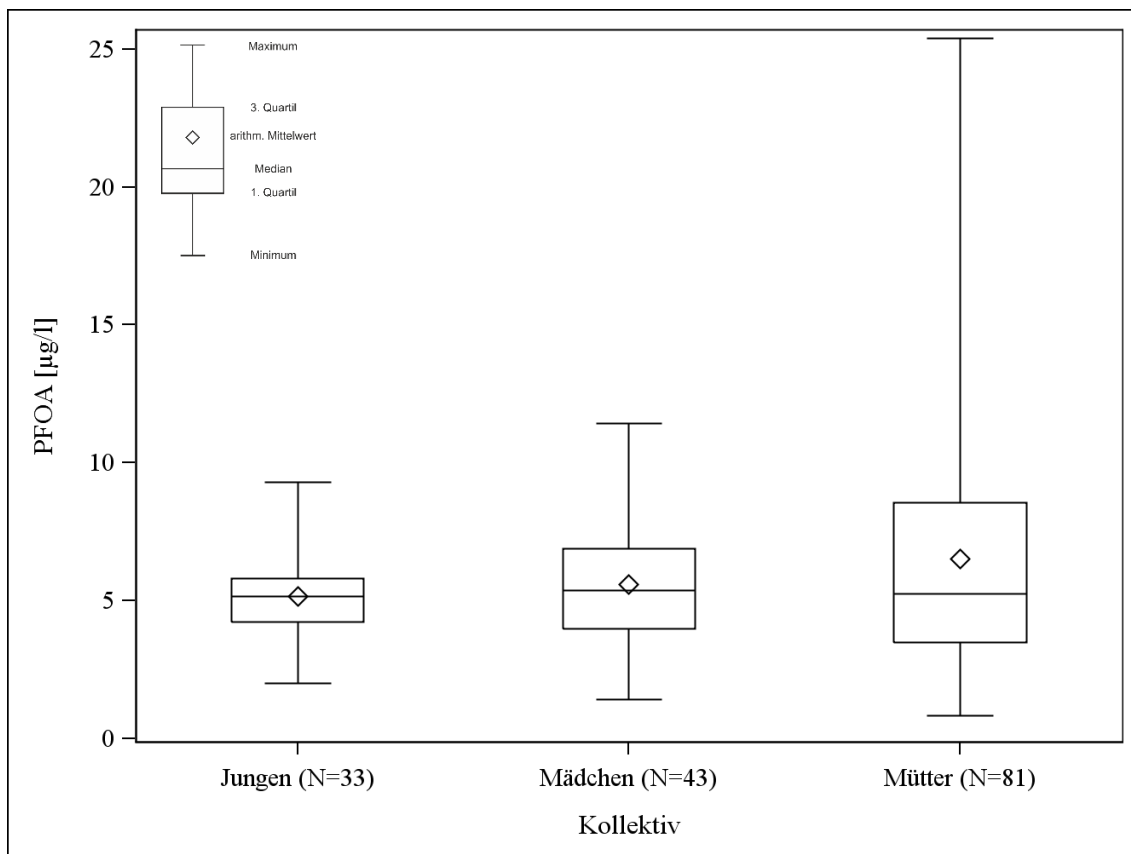 25
20
15
10
5
0
PFOA [µg/l]
Maximum
3. Quartil
arithm. Mittelwert
Median
1. Quartil
Minimum
Jungen (N=33)
Mädchen (N=43)
Mütter (N=81)
Kollektiv